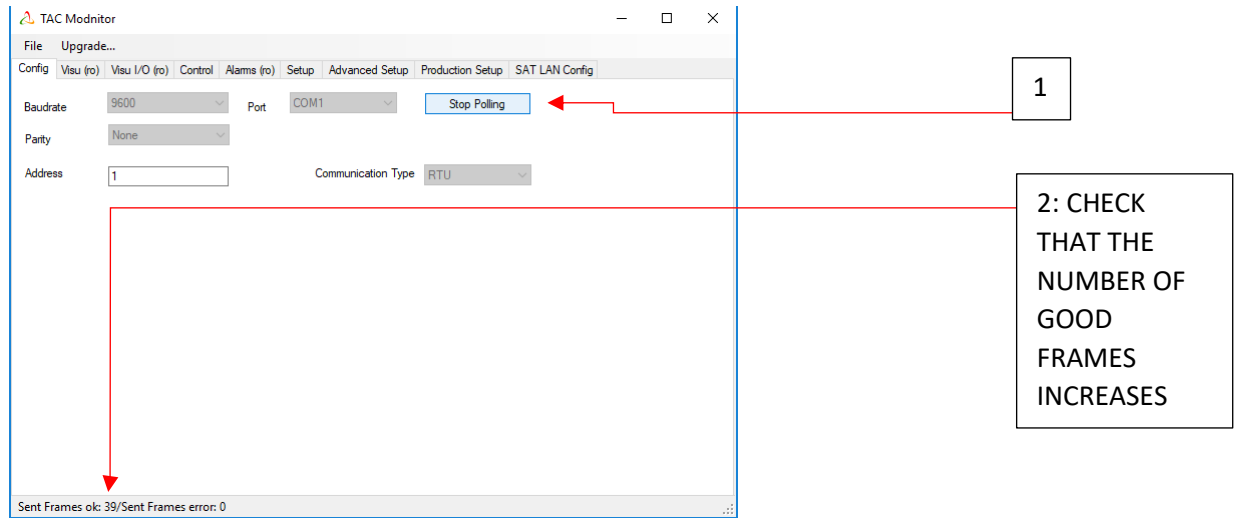 TAC Modnitor
File Upgrade...
Config Visu (ro) Visu I/O (ro) Control Alarms (ro) Setup Advanced Setup Production Setup SAT LAN Config
Baudrate 9600 Port COM1 Stop Polling
Parity None
Address 1 Communication Type RTU
Sent Frames ok: 39/Sent Frames error: 0
1
2: CHECK
THAT THE
NUMBER OF
GOOD
FRAMES
INCREASES